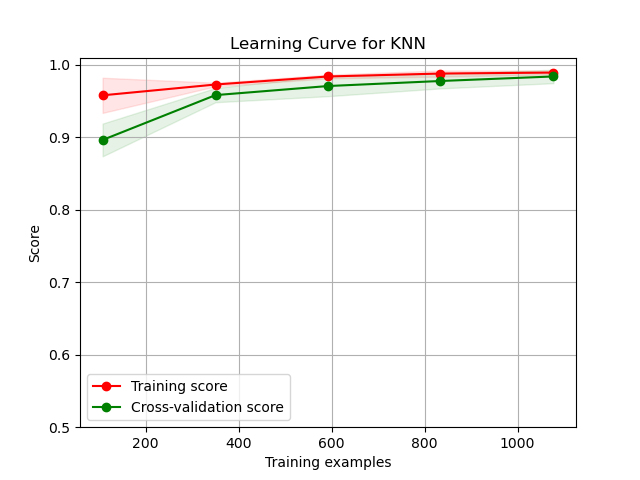 Learning Curve for KNN
1.0
0.9
0.8
0.7
0.6
0.5
Score
Training score
Cross-validation score
200 400 600 800 1000
Training examples